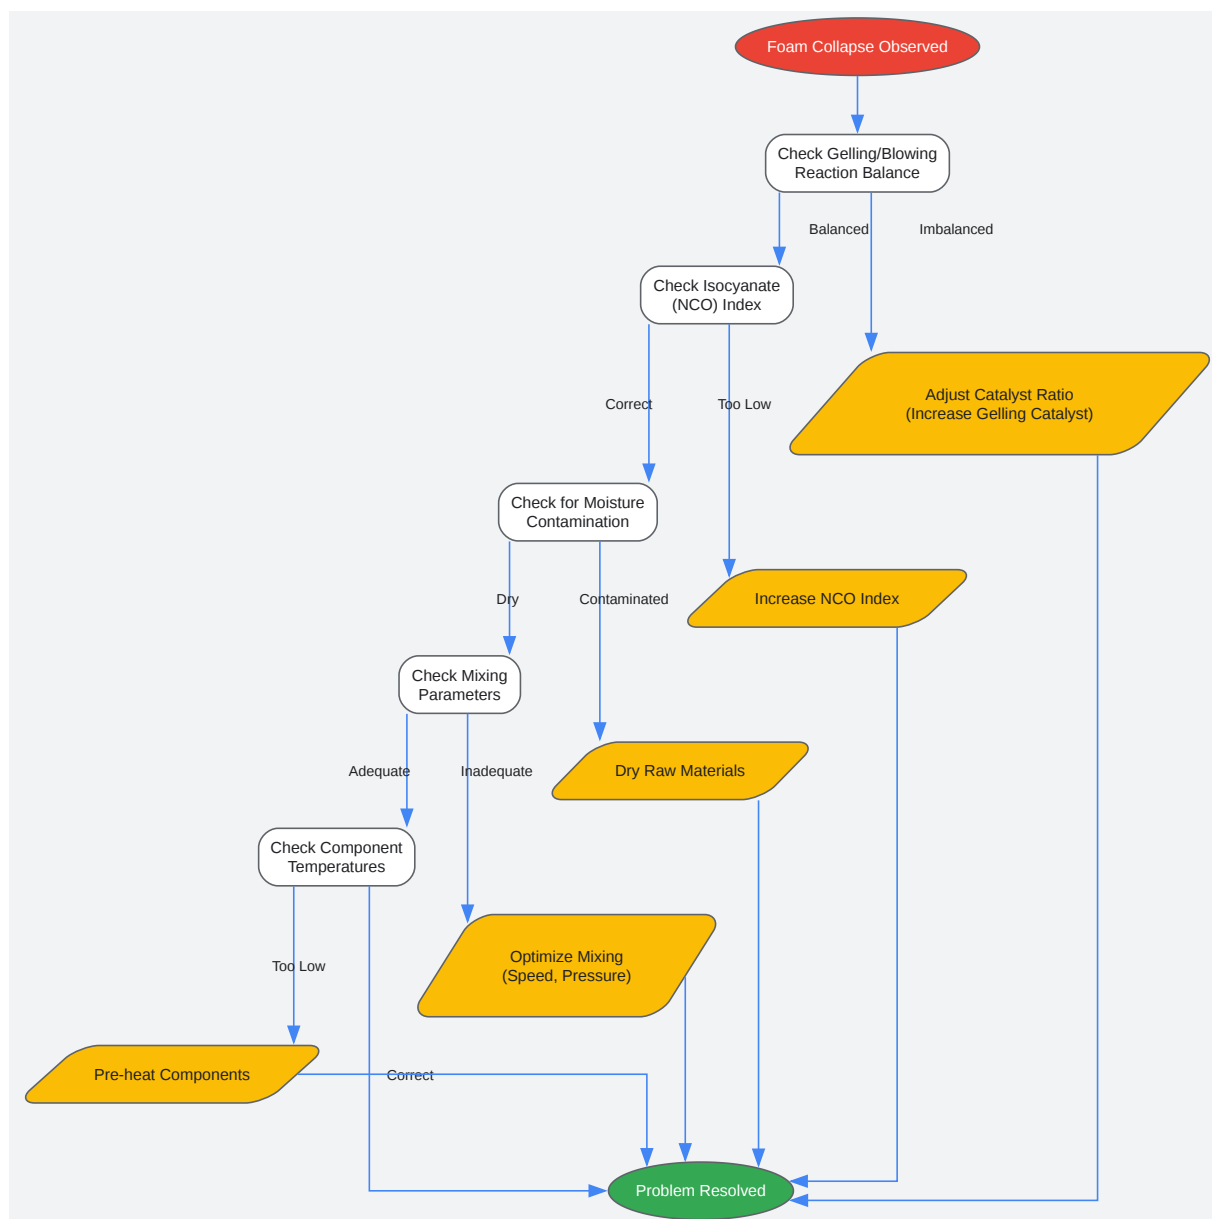 Foam Collapse Observed
Check Gelling/Blowing
Reaction Balance
Balanced
Imbalanced
Check Isocyanate
(NCO) Index
Correct
Too Low
Adjust Catalyst Ratio
(Increase Gelling Catalyst)
Check for Moisture
Contamination
Dry
Contaminated
Increase NCO Index
Check Mixing
Parameters
Adequate
Inadequate
Dry Raw Materials
Check Component
Temperatures
Too Low
Optimize Mixing
(Speed, Pressure)
Pre-heat Components
Correct
Problem Resolved